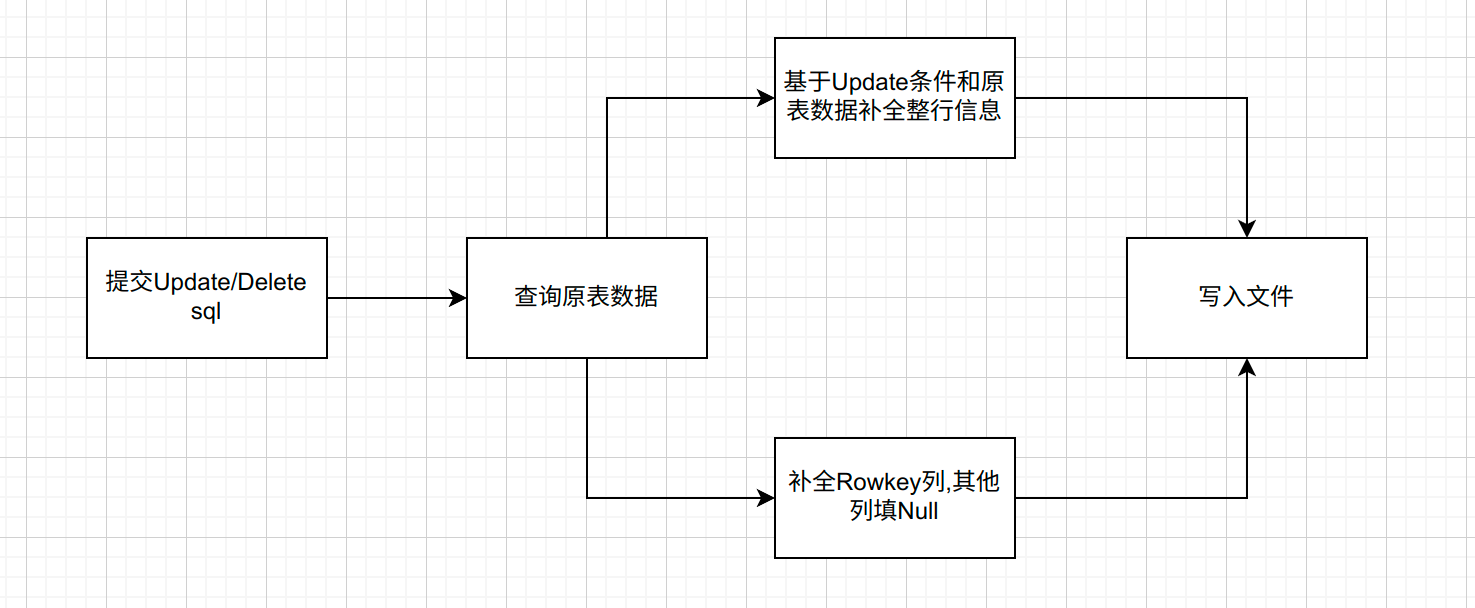 基于Update条件和原
表数据补全整行信息
提交Update/Delete
sql
查询原表数据
写入文件
补全Rowkey列,其他
列填Null